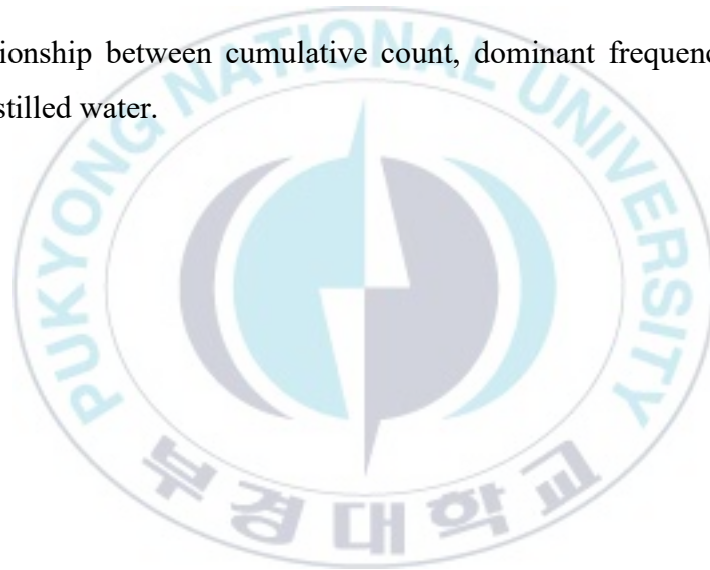 ionship between cumulative count, dominant frequenc
stilled water.
PUKYONG NATIONAL UNIVERSITY
부경대학교